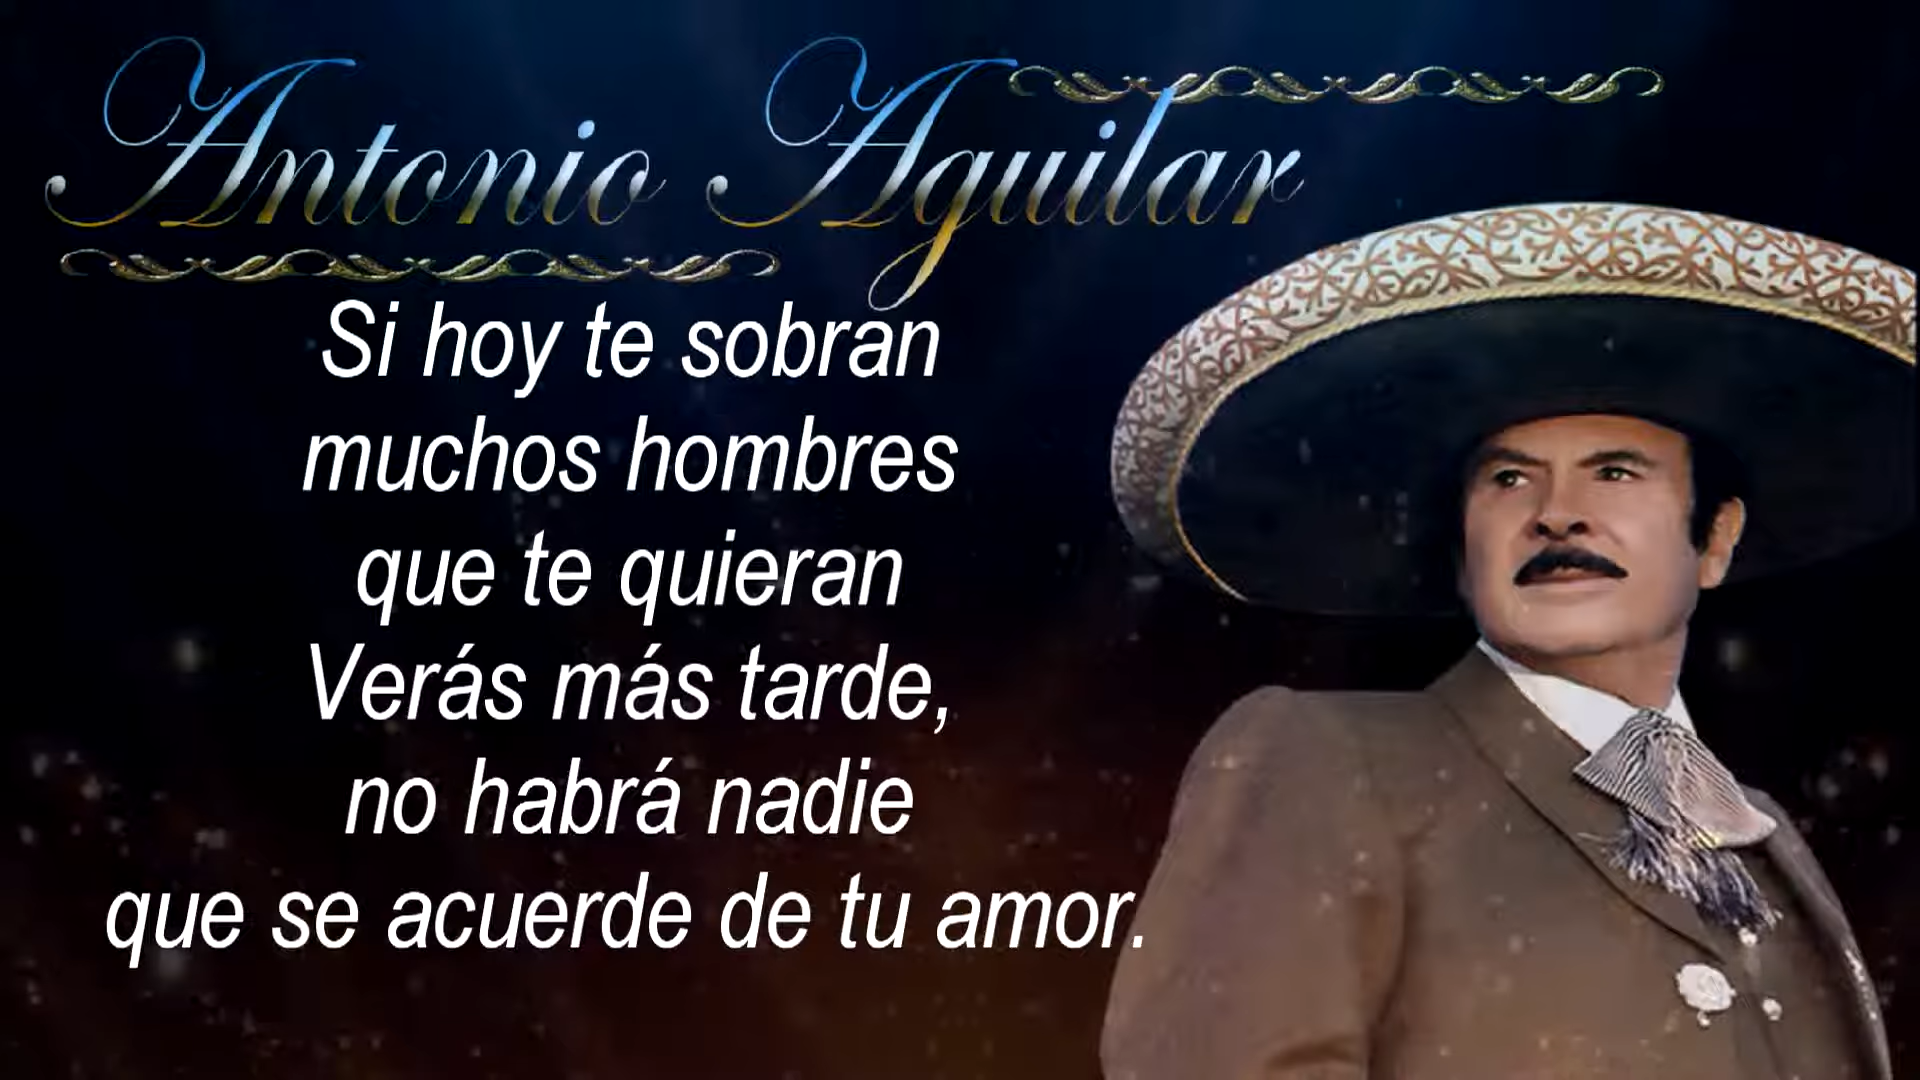 Antonio Aguilar
Si hoy te sobran
muchos hombres
que te quieran
Verás más tarde,
no habrá nadie
que se acuerde de tu amor.